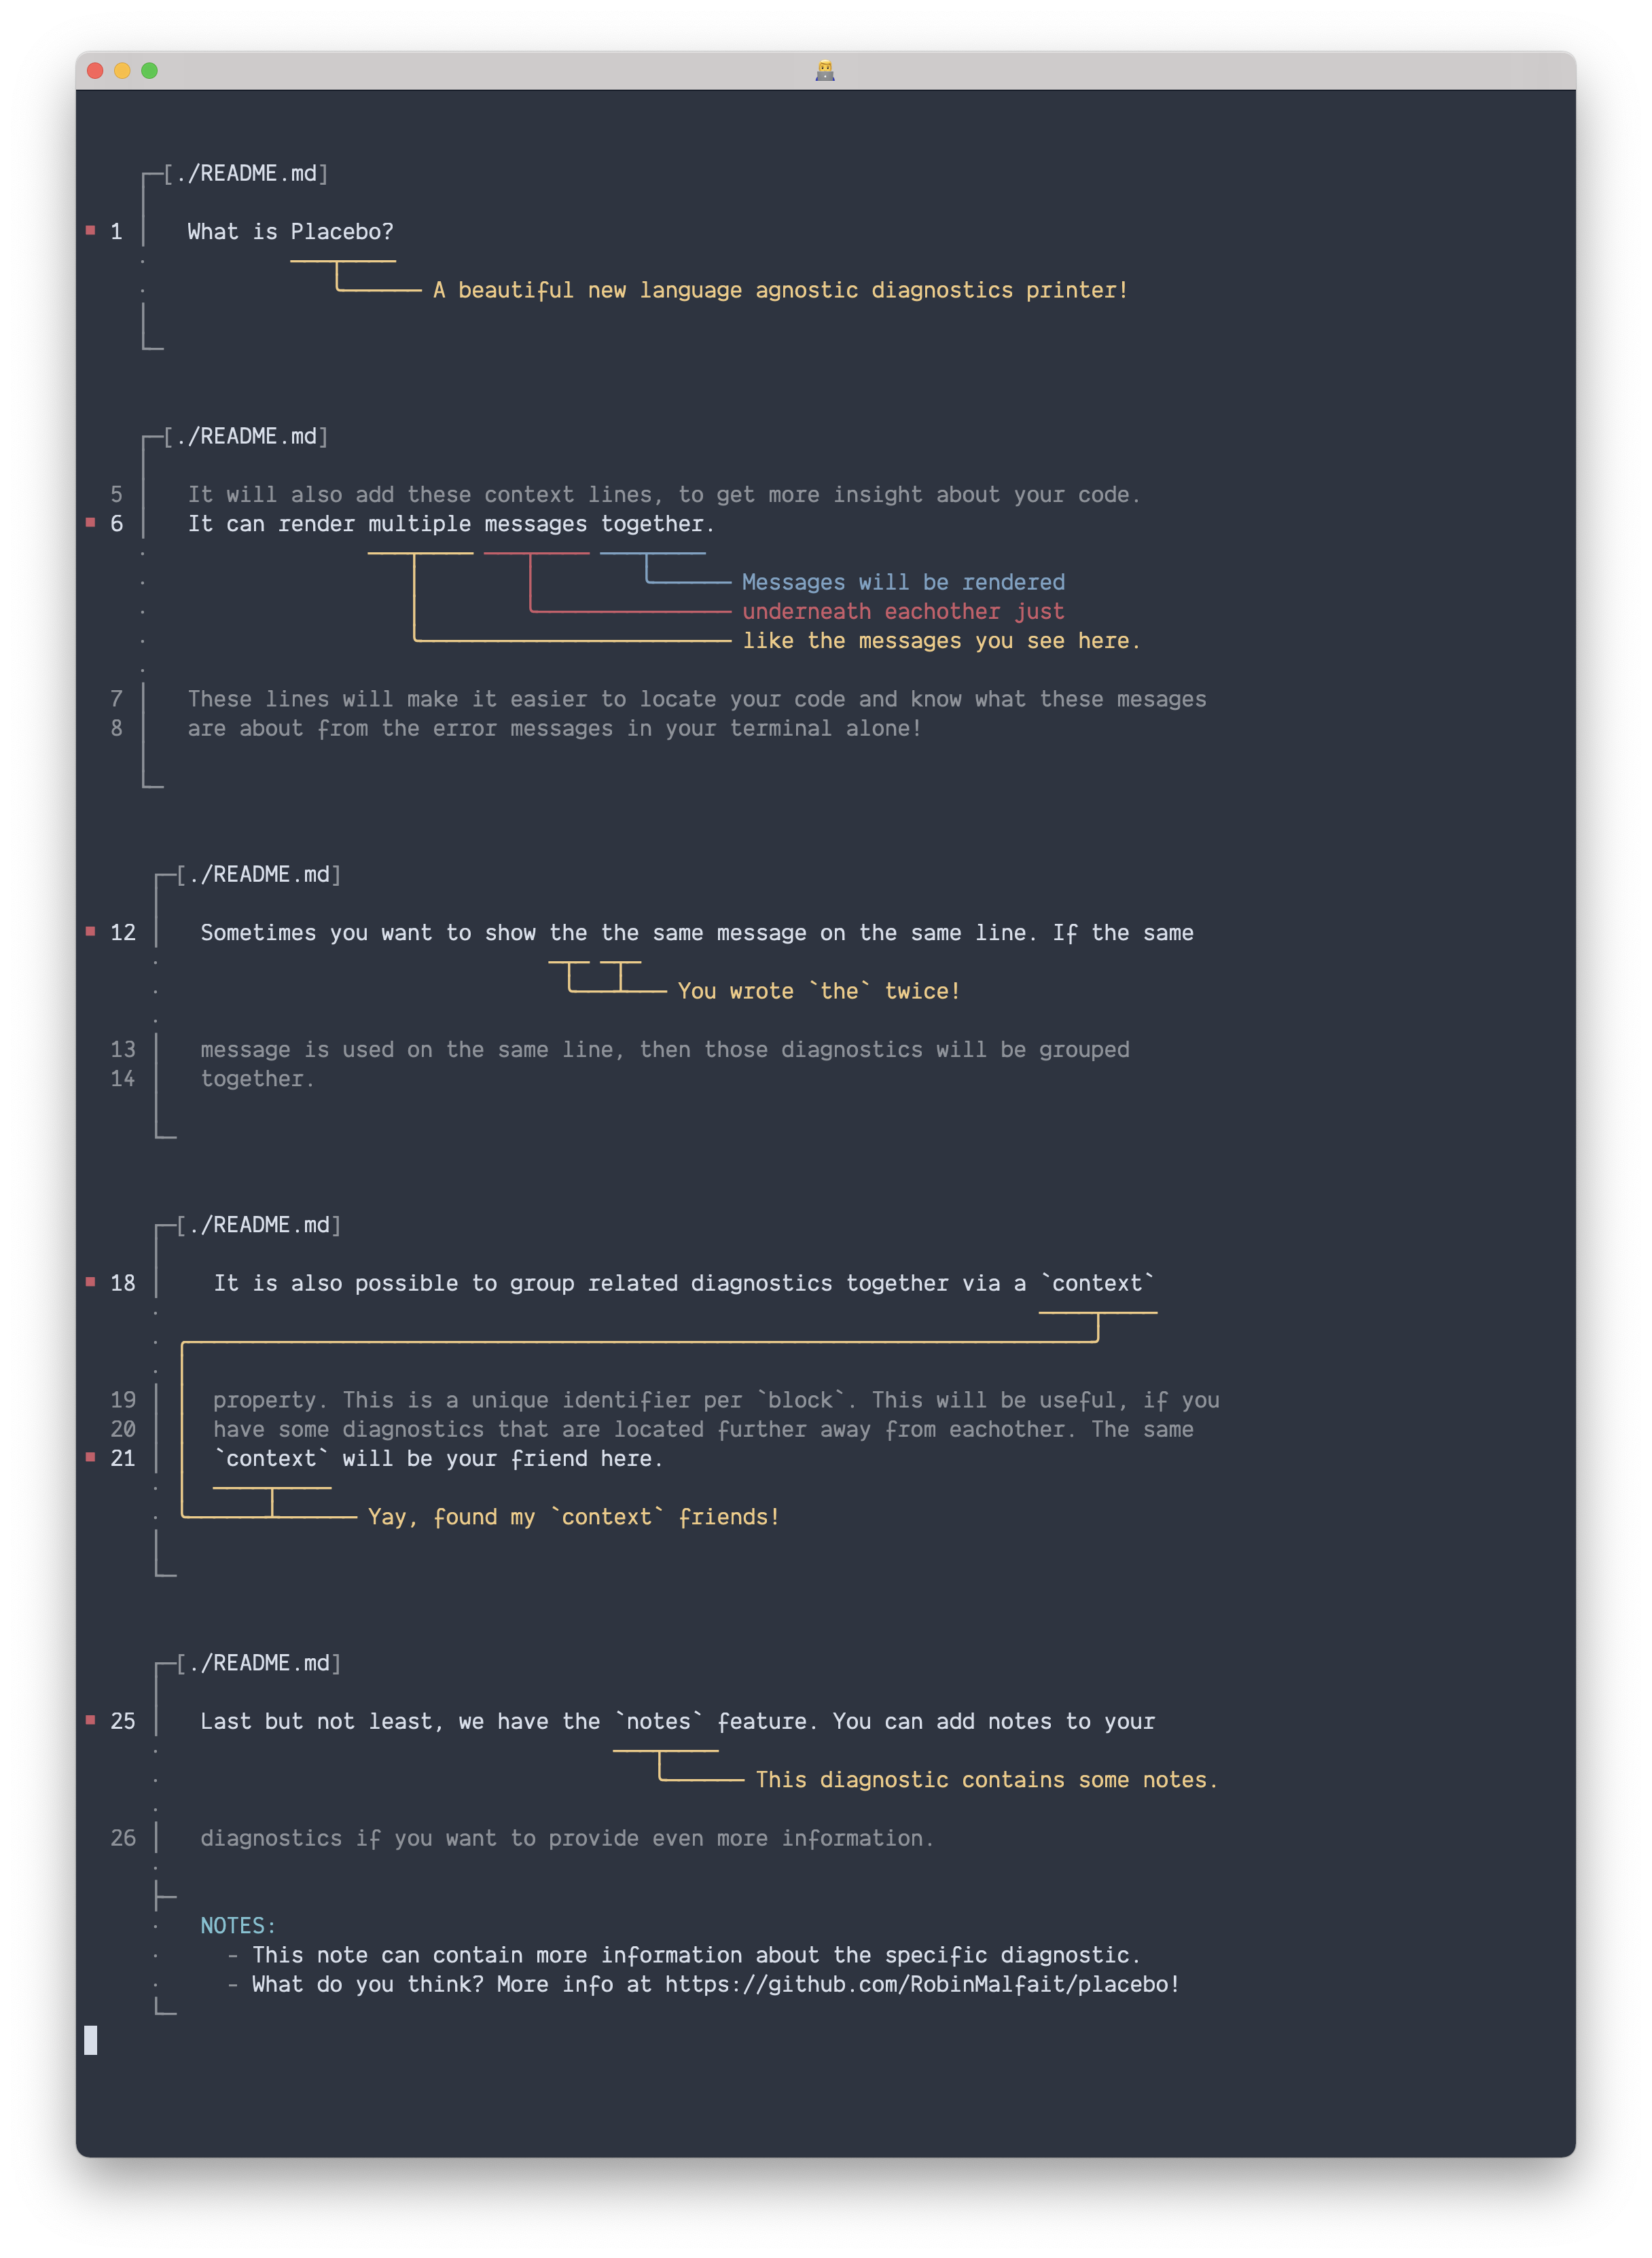 [./README.md]
1 What is Placebo?
A beautiful new language agnostic diagnostics printer!
[./README.md]
5 It will also add these context lines, to get more insight about your code.
6 It can render multiple messages together.
Messages will be rendered
underneath eachother just
like the messages you see here.
7 These lines will make it easier to locate your code and know what these mesages
8 are about from the error messages in your terminal alone!
[./README.md]
12 Sometimes you want to show the the same message on the same line. If the same
You wrote `the` twice!
13 message is used on the same line, then those diagnostics will be grouped
14 together.
[./README.md]
18 It is also possible to group related diagnostics together via a `context`
19 property. This is a unique identifier per `block`. This will be useful, if you
20 have some diagnostics that are located further away from eachother. The same
21 `context` will be your friend here.
Yay, found my `context` friends!
[./README.md]
25 Last but not least, we have the `notes` feature. You can add notes to your
This diagnostic contains some notes.
26 diagnostics if you want to provide even more information.
NOTES:
- This note can contain more information about the specific diagnostic.
- What do you think? More info at https://github.com/RobinMalfait/placebo!